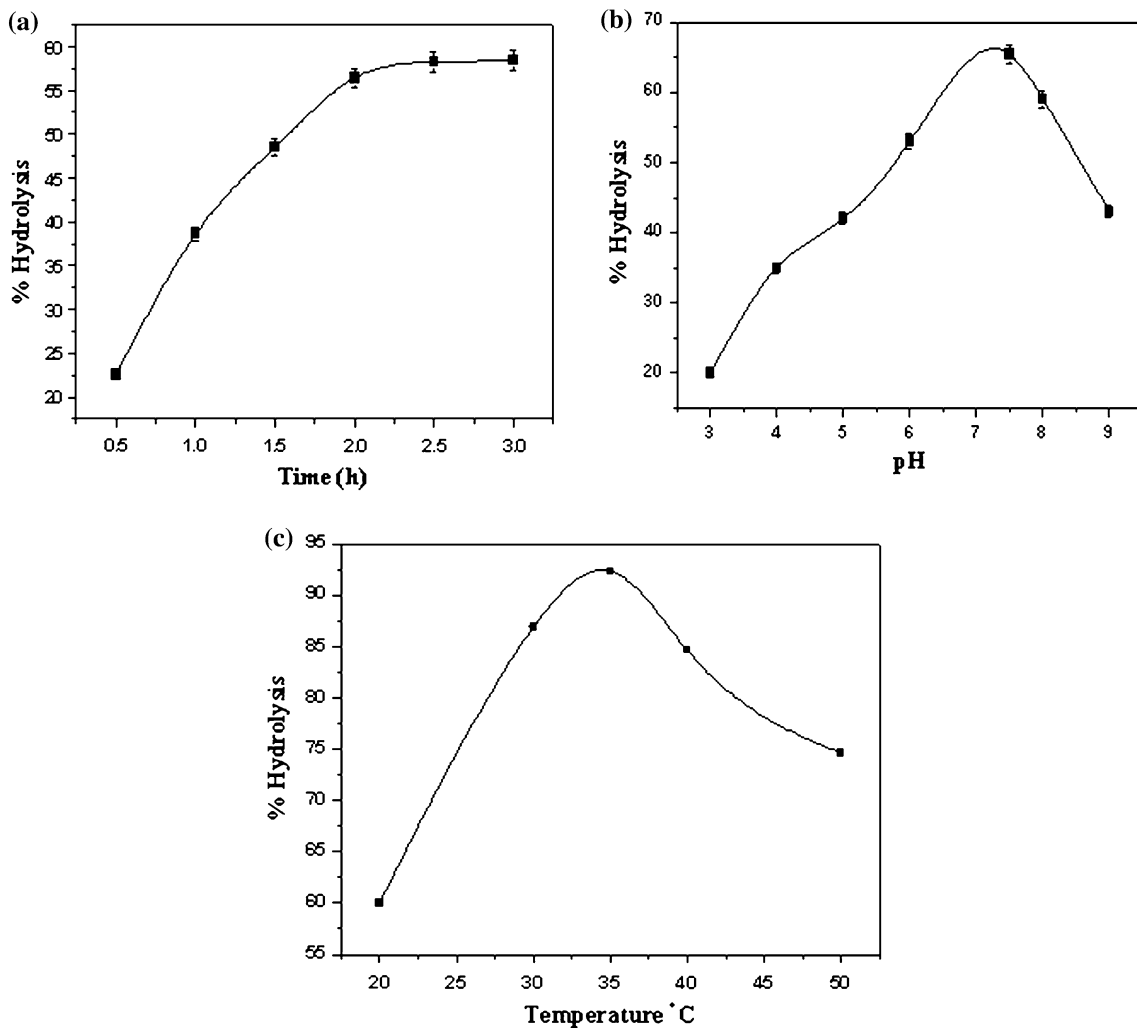 (a)
60
55
50
45
40
35
30
25
20
% Hydrolysis
0.5 1.0 1.5 2.0 2.5 3.0
Time (h)
(b)
70
60
50
40
30
20
% Hydrolysis
3 4 5 6 7 8 9
pH
(c)
95
90
85
80
75
70
65
60
55
% Hydrolysis
20 25 30 35 40 45 50
Temperature °C